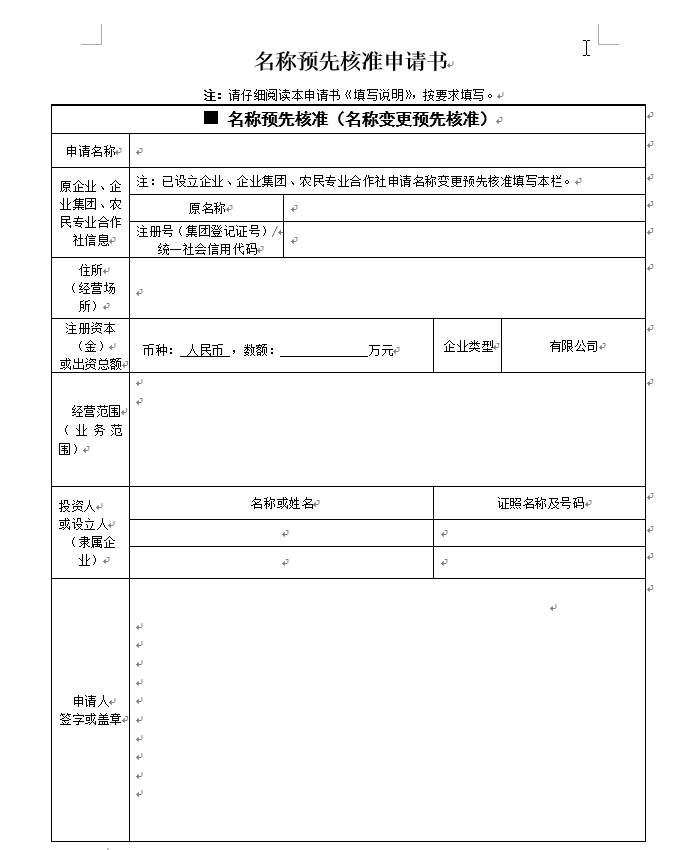 名称预先核准申请书
注：请仔细阅读本申请书《填写说明》，按要求填写。
■ 名称预先核准（名称变更预先核准）
申请名称
原企业、企
业集团、农
民专业合作
社信息
注：已设立企业、企业集团、农民专业合作社申请名称变更预先核准填写本栏。
原名称
注册号（集团登记证号）/
统一社会信用代码
住所
（经营场
所）
注册资本
（金）
或出资总额
币种：人民币，数额：____________万元
企业类型
有限公司
经营范围
（业务范
围）
投资人
或设立人
（隶属企
业）
名称或姓名
证照名称及号码
申请人
签字或盖章